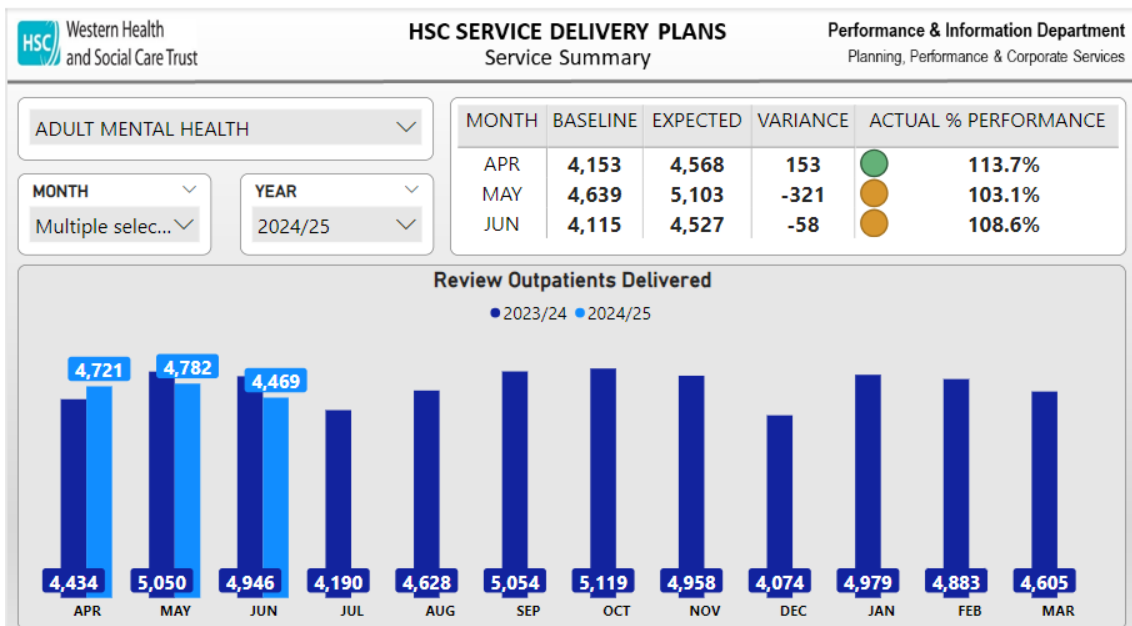 HSC
Western Health
and Social Care Trust
HSC SERVICE DELIVERY PLANS
Service Summary
Performance & Information Department
Planning, Performance & Corporate Services
ADULT MENTAL HEALTH
MONTH
Multiple selec...
YEAR
2024/25
MONTH BASELINE EXPECTED VARIANCE ACTUAL % PERFORMANCE
APR 4,153 4,568 153 113.7%
MAY 4,639 5,103 -321 103.1%
JUN 4,115 4,527 -58 108.6%
Review Outpatients Delivered
2023/24 2024/25
4,721 4,782 4,469
4,434 5,050 4,946 4,190 4,628 5,054 5,119 4,958 4,074 4,979 4,883 4,605
APR MAY JUN JUL AUG SEP OCT NOV DEC JAN FEB MAR